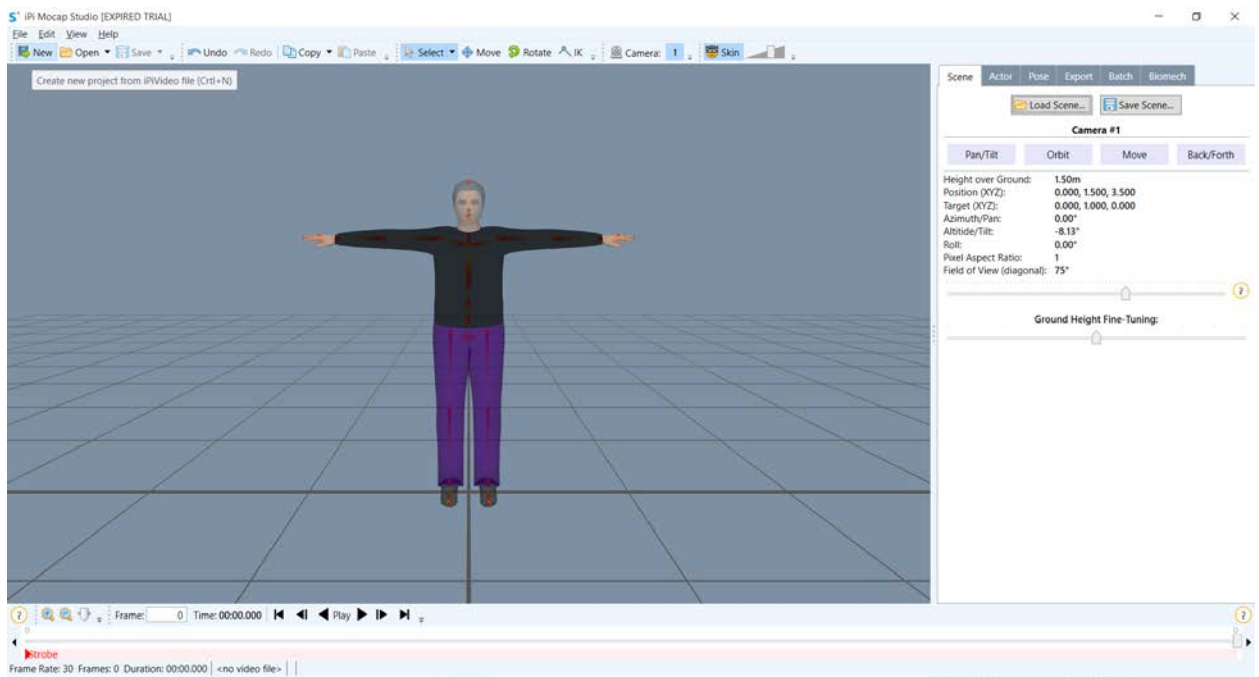 iPi Mocap Studio [EXPIRED TRIAL]
File Edit View Help
New Open Save Undo Redo Copy Paste Select Move Rotate IK Camera: 1 Skin
Create new project from iPiVideo file (Crtl+N)
Scene Actor Pose Export Batch Biomech
Load Scene... Save Scene...
Camera #1
Pan/Tilt Orbit Move Back/Forth
Height over Ground: 1.50m
Position (XYZ): 0.000, 1.500, 3.500
Target (XYZ): 0.000, 1.000, 0.000
Azimuth/Pan: 0.00°
Altitide/Tilt: -8.13°
Roll: 0.00°
Pixel Aspect Ratio: 1
Field of View (diagonal): 75°
?
Ground Height Fine-Tuning:
? Frame: 0 Time: 00:00.000 Play ?
0 0
Strobe
Frame Rate: 30 Frames: 0 Duration: 00:00.000 <no video file>